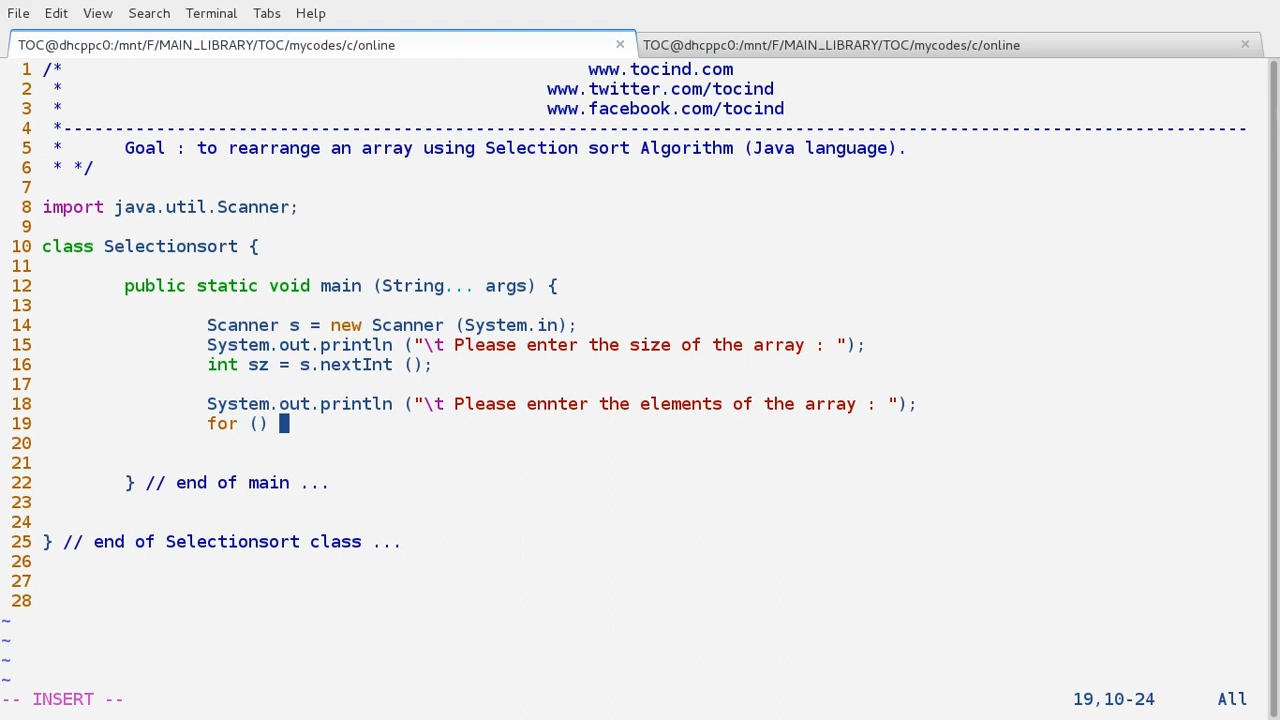 File Edit View Search Terminal Tabs Help
TOC@dhcppc0:/mnt/F/MAIN_LIBRARY/TOC/mycodes/c/online × TOC@dhcppc0:/mnt/F/MAIN_LIBRARY/TOC/mycodes/c/online ×
1 /* www.tocind.com
2 * www.twitter.com/tocind
3 * www.facebook.com/tocind
4 *-------------------------------------------------------------------------------------------------------------------
5 * Goal : to rearrange an array using Selection sort Algorithm (Java language).
6 * */
7
8 import java.util.Scanner;
9
10 class Selectionsort {
11
12 public static void main (String... args) {
13
14 Scanner s = new Scanner (System.in);
15 System.out.println ("\t Please enter the size of the array : ");
16 int sz = s.nextInt ();
17
18 System.out.println ("\t Please ennter the elements of the array : ");
19 for ()
20
21
22 } // end of main ...
23
24
25 } // end of Selectionsort class ...
26
27
28
~
~
~
~
-- INSERT -- 19,10-24 All